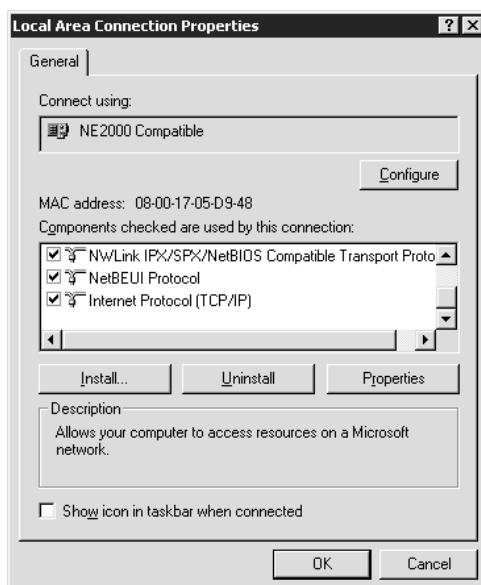 Local Area Connection Properties
General
Connect using:
NE2000 Compatible
Configure
MAC address: 08-00-17-05-D9-48
Components checked are used by this connection:
NWLink IPX/SPX/NetBIOS Compatible Transport Proto
NetBEUI Protocol
Internet Protocol (TCP/IP)
Install... Uninstall Properties
Description
Allows your computer to access resources on a Microsoft
network.
Show icon in taskbar when connected
OK Cancel